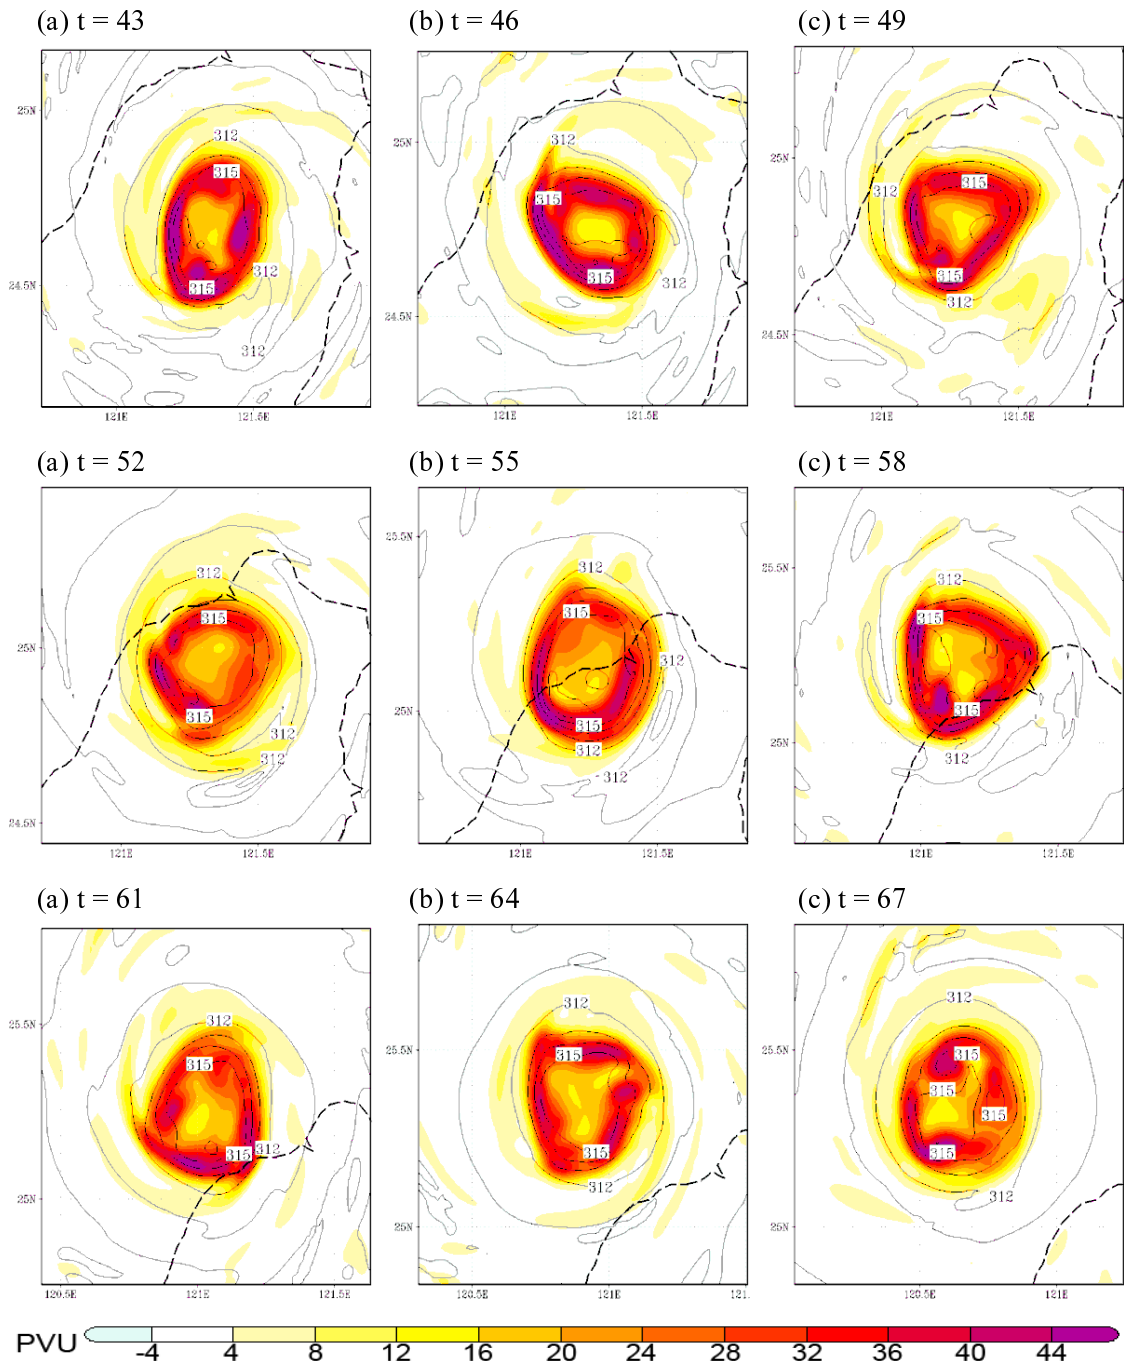 (a) t = 43
(b) t = 46
(c) t = 49
25N
24.5N
121E
121.5E
312
315
315
312
312
25N
24.5N
121E
121.5E
312
315
315
312
25N
24.5N
121E
121.5E
312
315
315
312
(a) t = 52
(b) t = 55
(c) t = 58
25N
24.5N
121E
121.5E
312
315
315
312
312
25.5N
25N
121E
121.5E
312
315
312
315
312
312
25.5N
25N
121E
121.5E
312
315
315
312
(a) t = 61
(b) t = 64
(c) t = 67
25.5N
25N
120.5E
121E
121.5E
312
315
315
312
25.5N
25N
120.5E
121E
312
315
315
312
25.5N
25N
120.5E
121E
312
315
315
315
315
312
PVU
-4 4 8 12 16 20 24 28 32 36 40 44